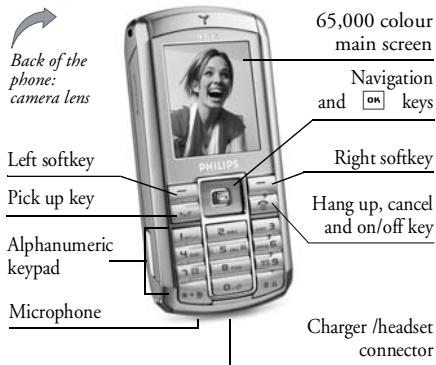 Back of the
phone:
camera lens
65,000 colour
main screen
Navigation
and OK keys
PHILIPS
Left softkey
Right softkey
Pick up key
Hang up, cancel
and on/off key
Alphanumeric
keypad
Microphone
Charger /headset
connector